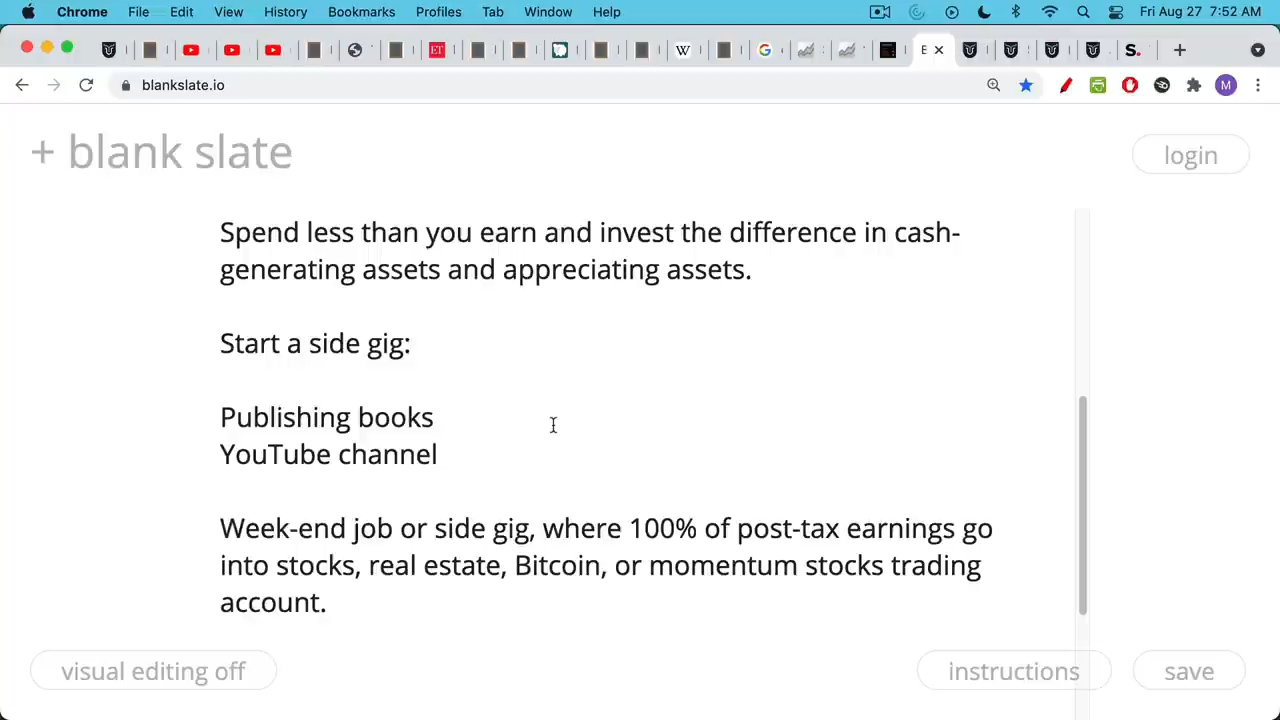 Chrome File Edit View History Bookmarks Profiles Tab Window Help Fri Aug 27 7:52 AM
blankslate.io
+ blank slate
login
Spend less than you earn and invest the difference in cash-
generating assets and appreciating assets.
Start a side gig:
Publishing books
YouTube channel
Week-end job or side gig, where 100% of post-tax earnings go
into stocks, real estate, Bitcoin, or momentum stocks trading
account.
visual editing off
instructions
save